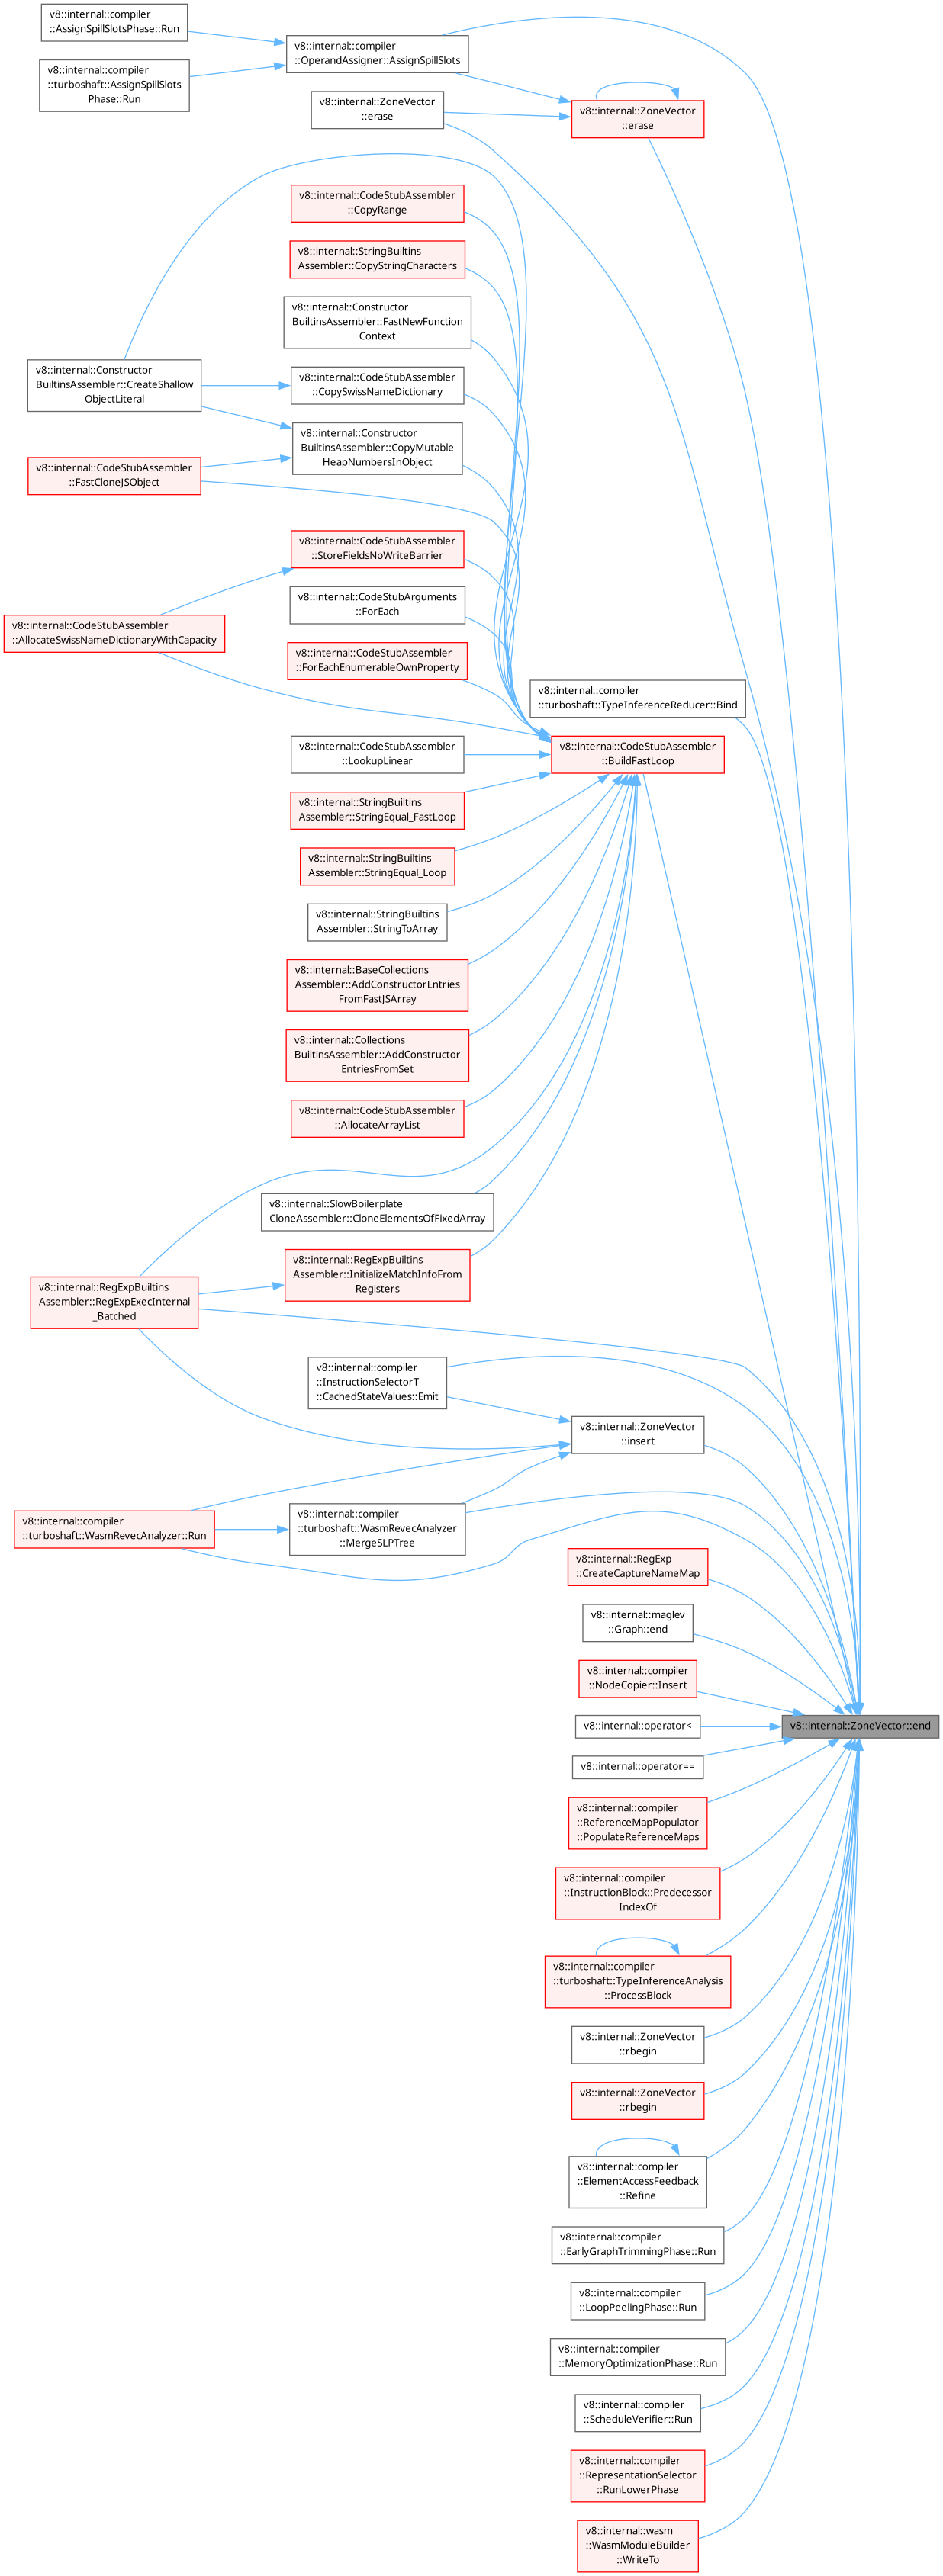 v8::internal::compiler
::AssignSpillSlotsPhase::Run
v8::internal::compiler
::OperandAssigner::AssignSpillSlots
v8::internal::compiler
::turboshaft::AssignSpillSlots
Phase::Run
v8::internal::ZoneVector
::erase
v8::internal::ZoneVector
::erase
v8::internal::CodeStubAssembler
::CopyRange
v8::internal::StringBuiltins
Assembler::CopyStringCharacters
v8::internal::Constructor
BuiltinsAssembler::FastNewFunction
Context
v8::internal::Constructor
BuiltinsAssembler::CreateShallow
ObjectLiteral
v8::internal::CodeStubAssembler
::CopySwissNameDictionary
v8::internal::Constructor
BuiltinsAssembler::CopyMutable
HeapNumbersInObject
v8::internal::CodeStubAssembler
::FastCloneJSObject
v8::internal::CodeStubAssembler
::StoreFieldsNoWriteBarrier
v8::internal::CodeStubArguments
::ForEach
v8::internal::CodeStubAssembler
::AllocateSwissNameDictionaryWithCapacity
v8::internal::CodeStubAssembler
::ForEachEnumerableOwnProperty
v8::internal::compiler
::turboshaft::TypeInferenceReducer::Bind
v8::internal::CodeStubAssembler
::BuildFastLoop
v8::internal::CodeStubAssembler
::LookupLinear
v8::internal::StringBuiltins
Assembler::StringEqual_FastLoop
v8::internal::StringBuiltins
Assembler::StringEqual_Loop
v8::internal::StringBuiltins
Assembler::StringToArray
v8::internal::BaseCollections
Assembler::AddConstructorEntries
FromFastJSArray
v8::internal::Collections
BuiltinsAssembler::AddConstructor
EntriesFromSet
v8::internal::CodeStubAssembler
::AllocateArrayList
v8::internal::SlowBoilerplate
CloneAssembler::CloneElementsOfFixedArray
v8::internal::RegExpBuiltins
Assembler::InitializeMatchInfoFrom
Registers
v8::internal::RegExpBuiltins
Assembler::RegExpExecInternal
_Batched
v8::internal::compiler
::InstructionSelectorT
::CachedStateValues::Emit
v8::internal::ZoneVector
::insert
v8::internal::compiler
::turboshaft::WasmRevecAnalyzer::Run
v8::internal::compiler
::turboshaft::WasmRevecAnalyzer
::MergeSLPTree
v8::internal::RegExp
::CreateCaptureNameMap
v8::internal::maglev
::Graph::end
v8::internal::compiler
::NodeCopier::Insert
v8::internal::operator<
v8::internal::ZoneVector::end
v8::internal::operator==
v8::internal::compiler
::ReferenceMapPopulator
::PopulateReferenceMaps
v8::internal::compiler
::InstructionBlock::Predecessor
IndexOf
v8::internal::compiler
::turboshaft::TypeInferenceAnalysis
::ProcessBlock
v8::internal::ZoneVector
::rbegin
v8::internal::ZoneVector
::rbegin
v8::internal::compiler
::ElementAccessFeedback
::Refine
v8::internal::compiler
::EarlyGraphTrimmingPhase::Run
v8::internal::compiler
::LoopPeelingPhase::Run
v8::internal::compiler
::MemoryOptimizationPhase::Run
v8::internal::compiler
::ScheduleVerifier::Run
v8::internal::compiler
::RepresentationSelector
::RunLowerPhase
v8::internal::wasm
::WasmModuleBuilder
::WriteTo